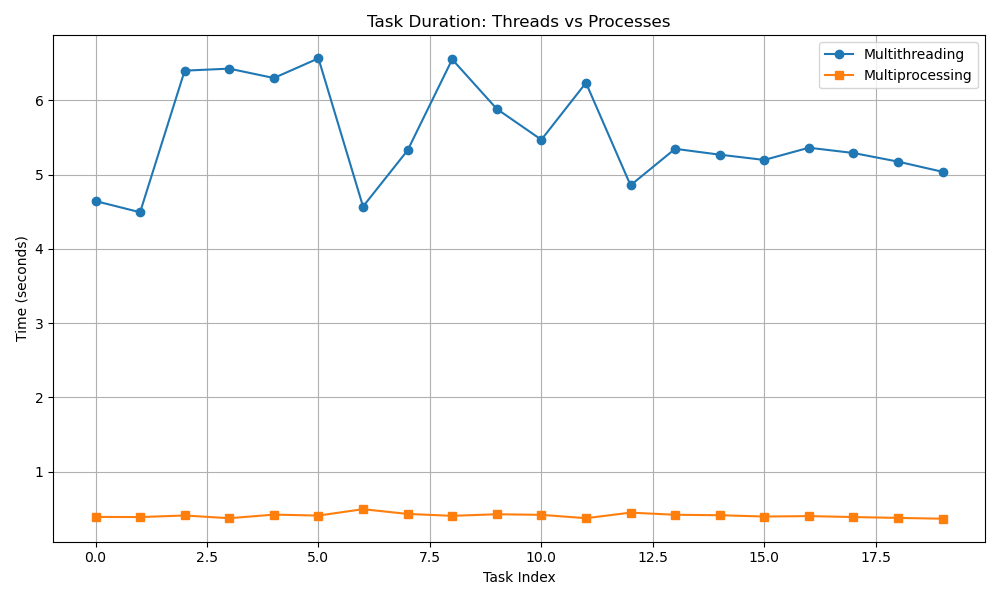 Task Duration: Threads vs Processes
Multithreading
Multiprocessing
Time (seconds)
6
5
4
3
2
1
0.0 2.5 5.0 7.5 10.0 12.5 15.0 17.5
Task Index